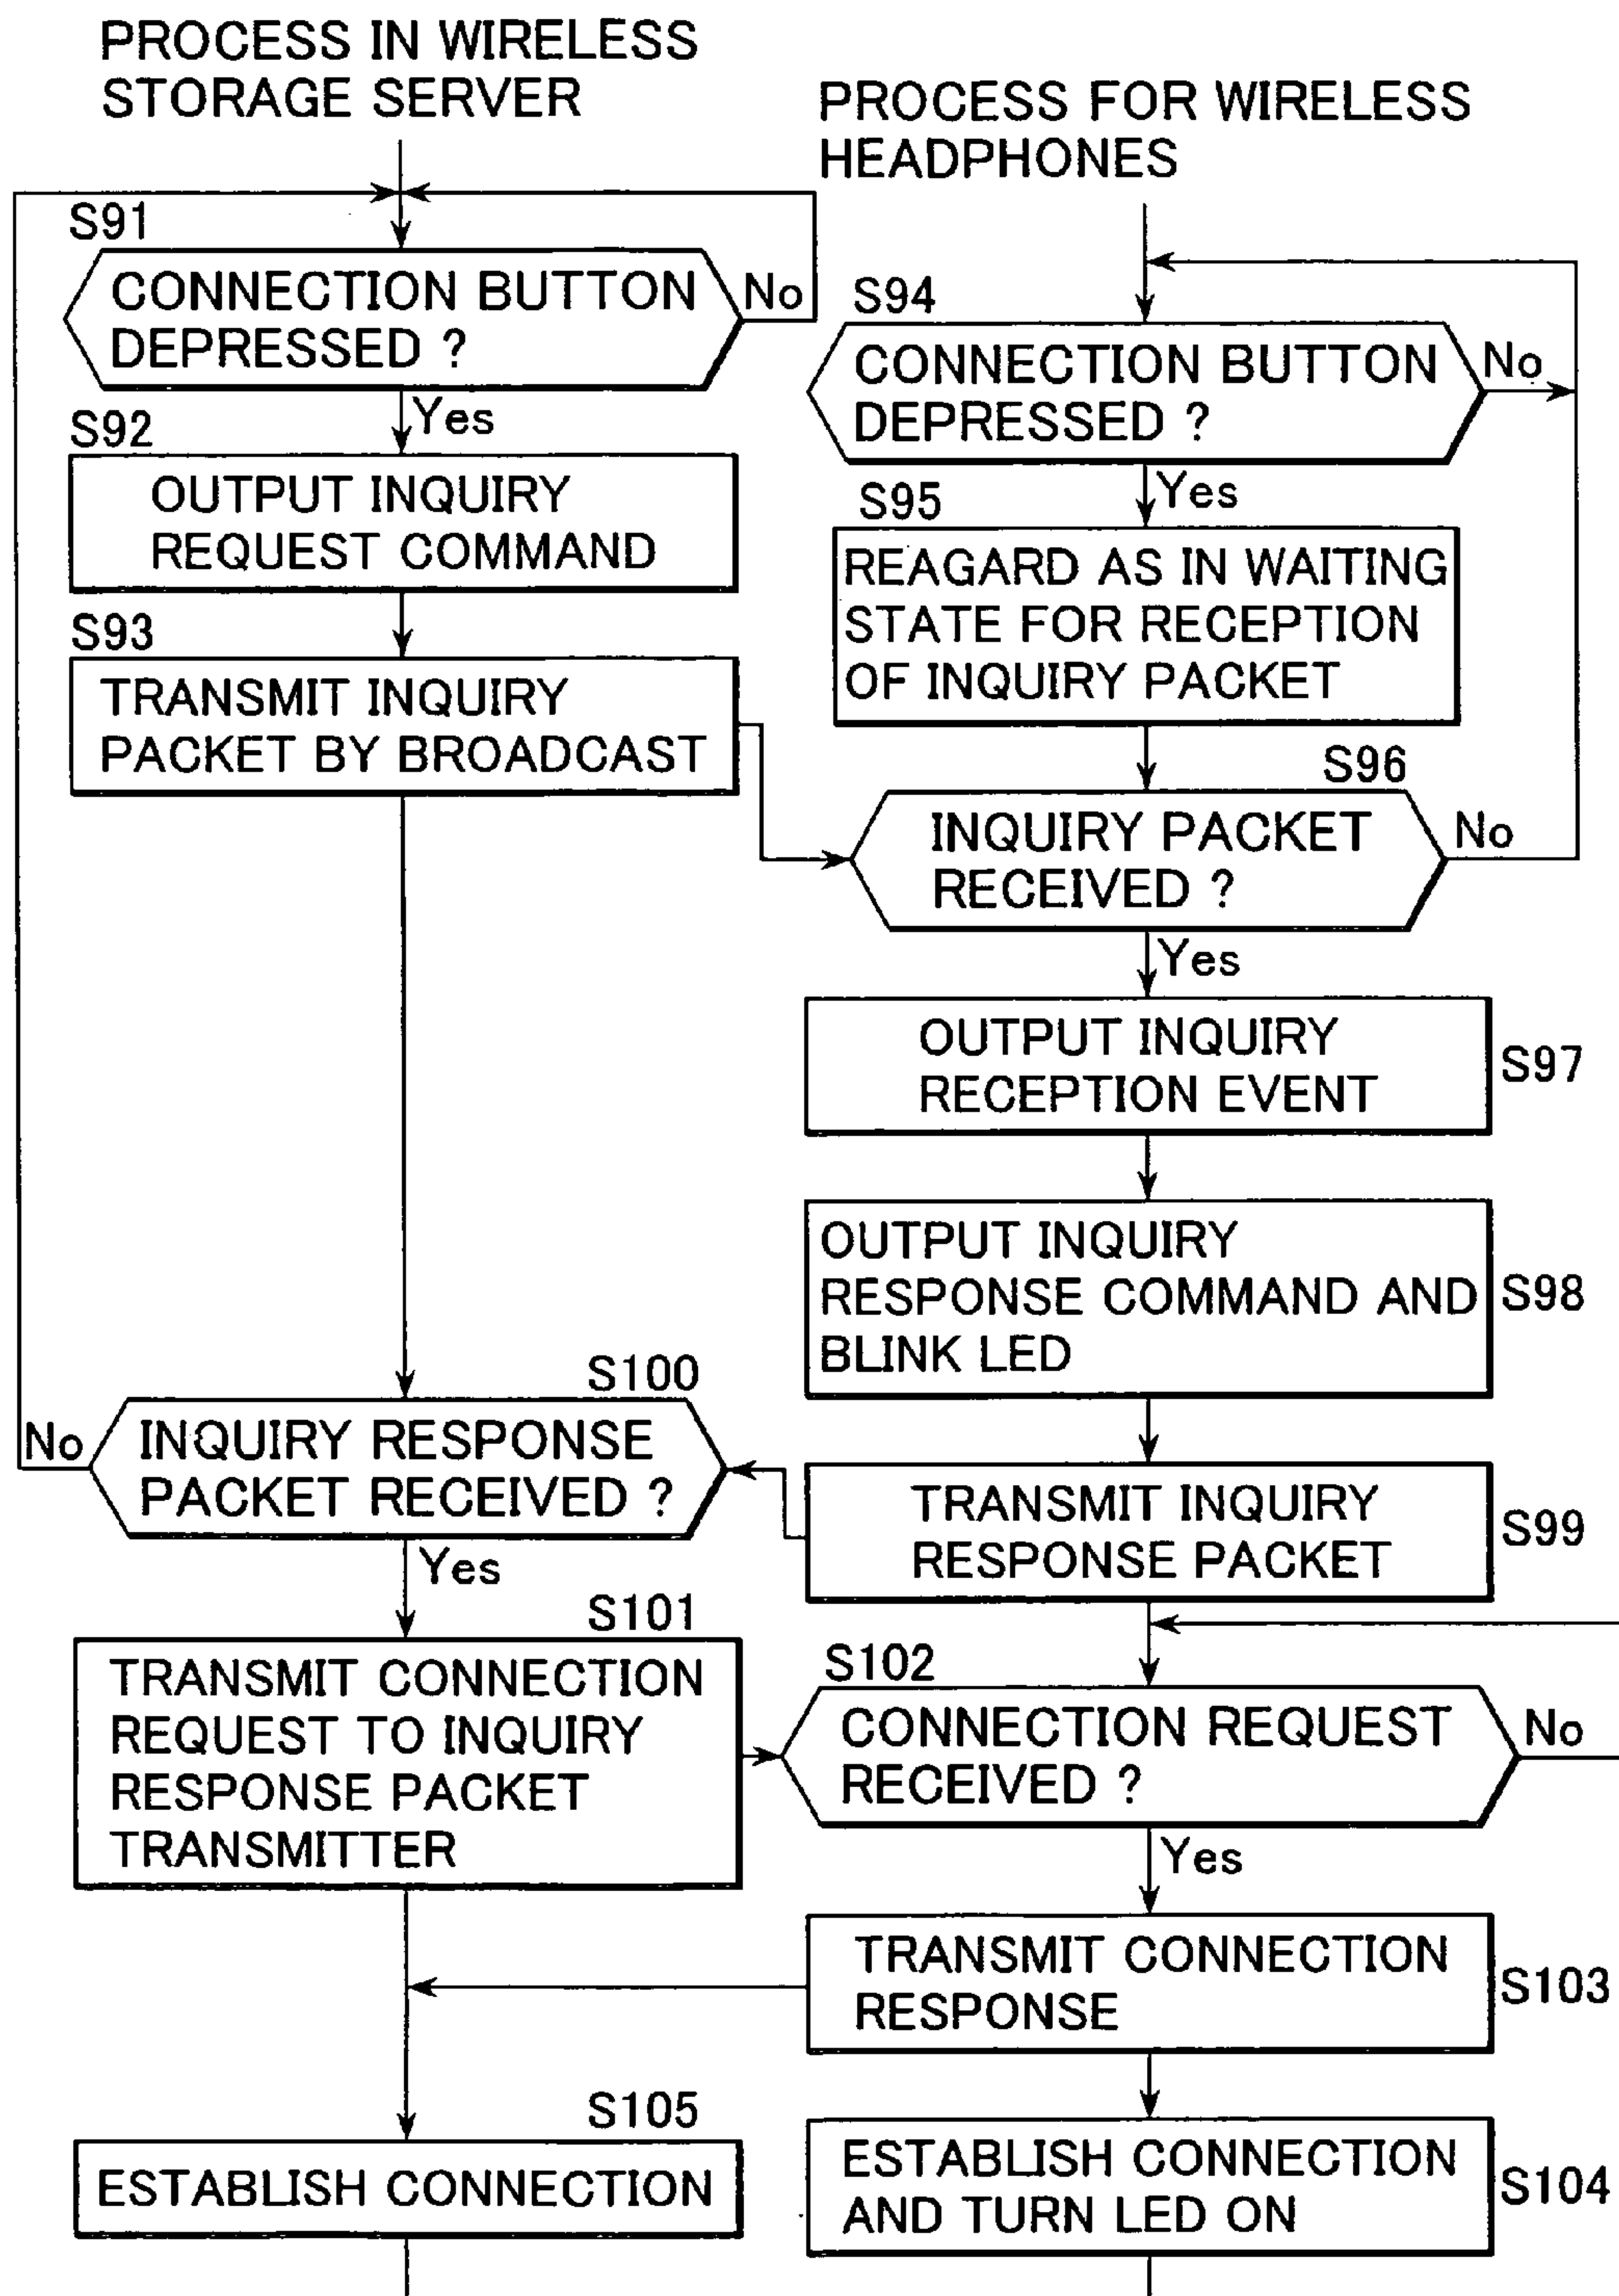 PROCESS IN WIRELESS
STORAGE SERVER
PROCESS FOR WIRELESS
HEADPHONES
S91
CONNECTION BUTTON
DEPRESSED ?
No
Yes
S92
OUTPUT INQUIRY
REQUEST COMMAND
S93
TRANSMIT INQUIRY
PACKET BY BROADCAST
S94
CONNECTION BUTTON
DEPRESSED ?
No
Yes
S95
REAGARD AS IN WAITING
STATE FOR RECEPTION
OF INQUIRY PACKET
S96
INQUIRY PACKET
RECEIVED ?
No
Yes
OUTPUT INQUIRY
RECEPTION EVENT
S97
OUTPUT INQUIRY
RESPONSE COMMAND AND
BLINK LED
S98
TRANSMIT INQUIRY
RESPONSE PACKET
S99
S100
INQUIRY RESPONSE
PACKET RECEIVED ?
No
Yes
S101
TRANSMIT CONNECTION
REQUEST TO INQUIRY
RESPONSE PACKET
TRANSMITTER
S102
CONNECTION REQUEST
RECEIVED ?
No
Yes
TRANSMIT CONNECTION
RESPONSE
S103
S105
ESTABLISH CONNECTION
ESTABLISH CONNECTION
AND TURN LED ON
S104